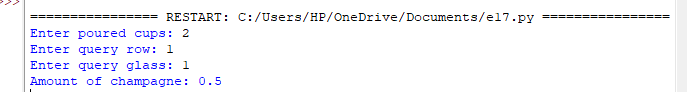 >>>
================ RESTART: C:/Users/HP/OneDrive/Documents/e17.py ================
Enter poured cups: 2
Enter query row: 1
Enter query glass: 1
Amount of champagne: 0.5